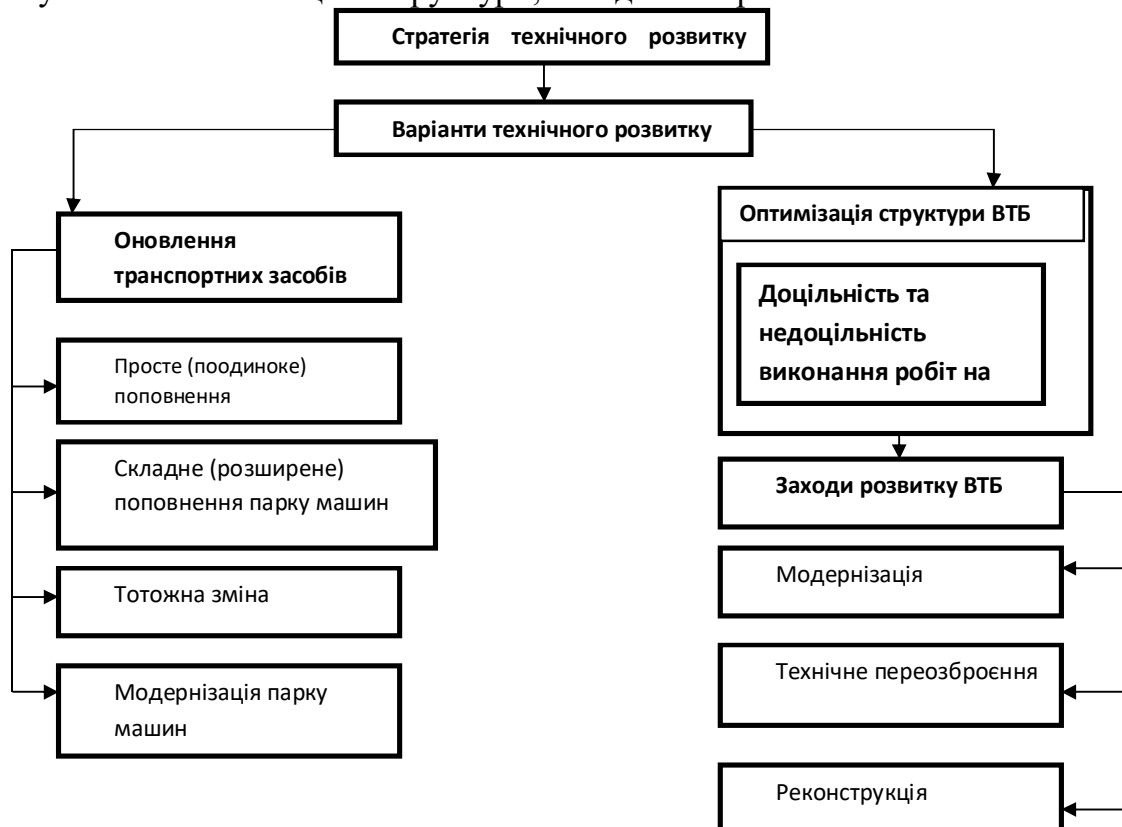 Стратегія технічного розвитку
Варіанти технічного розвитку
Оновлення
транспортних засобів
Просте (поодиноке)
поповнення
Складне (розширене)
поповнення парку машин
Тотожна зміна
Модернізація парку
машин
Оптимізація структури ВТБ
Доцільність та
недоцільність
виконання робіт на
Заходи розвитку ВТБ
Модернізація
Технічне переозброєння
Реконструкція